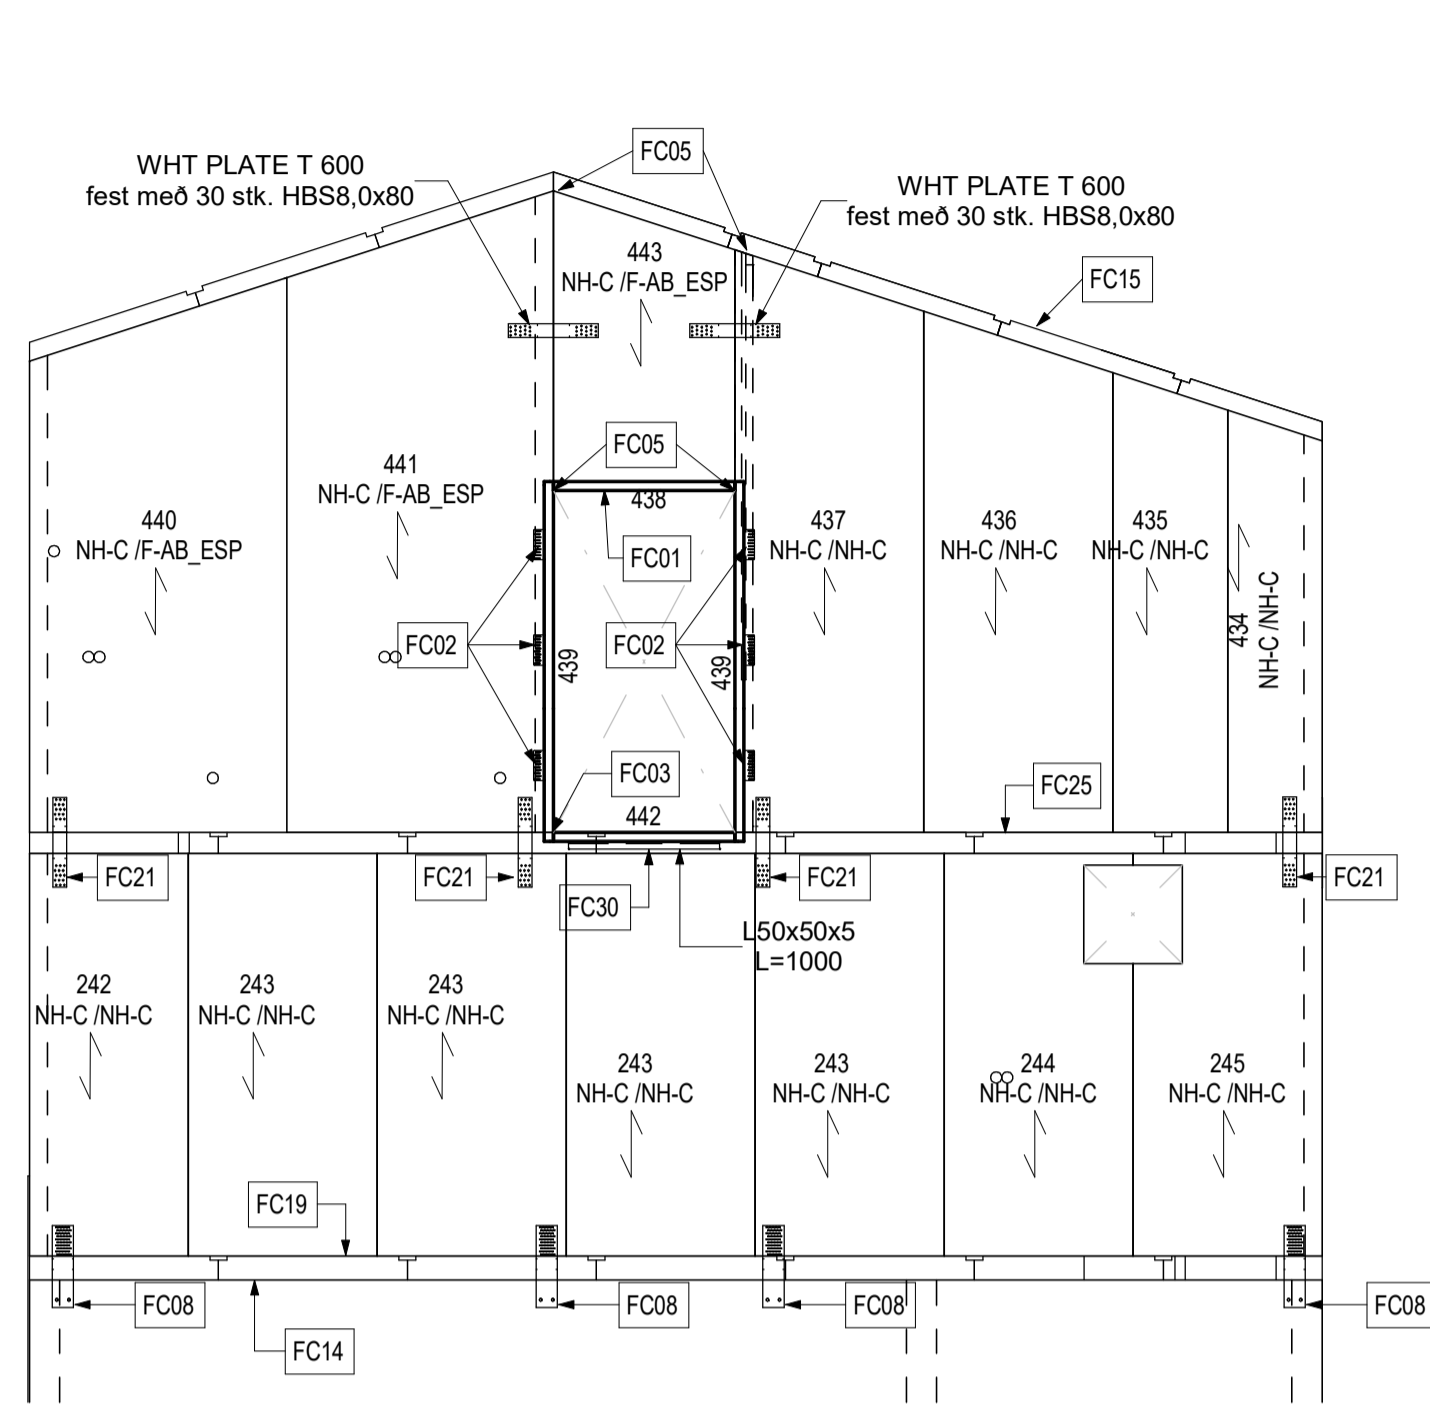 FC05
WHT PLATE T 600
fest með 30 stk. HBS8,0x80
WHT PLATE T 600
fest með 30 stk. HBS8,0x80
443
NH-C /F-AB_ESP
FC15
FC05
441
NH-C /F-AB_ESP
438
440
NH-C /F-AB_ESP
437
NH-C /NH-C
436
NH-C /NH-C
435
NH-C /NH-C
FC01
434
NH-C /NH-C
FC02
FC02
439
439
FC03
FC25
442
FC21
FC21
FC21
FC21
FC30
L50x50x5
L=1000
242
NH-C /NH-C
243
NH-C /NH-C
243
NH-C /NH-C
243
NH-C /NH-C
243
NH-C /NH-C
244
NH-C /NH-C
245
NH-C /NH-C
FC19
FC08
FC08
FC08
FC08
FC14